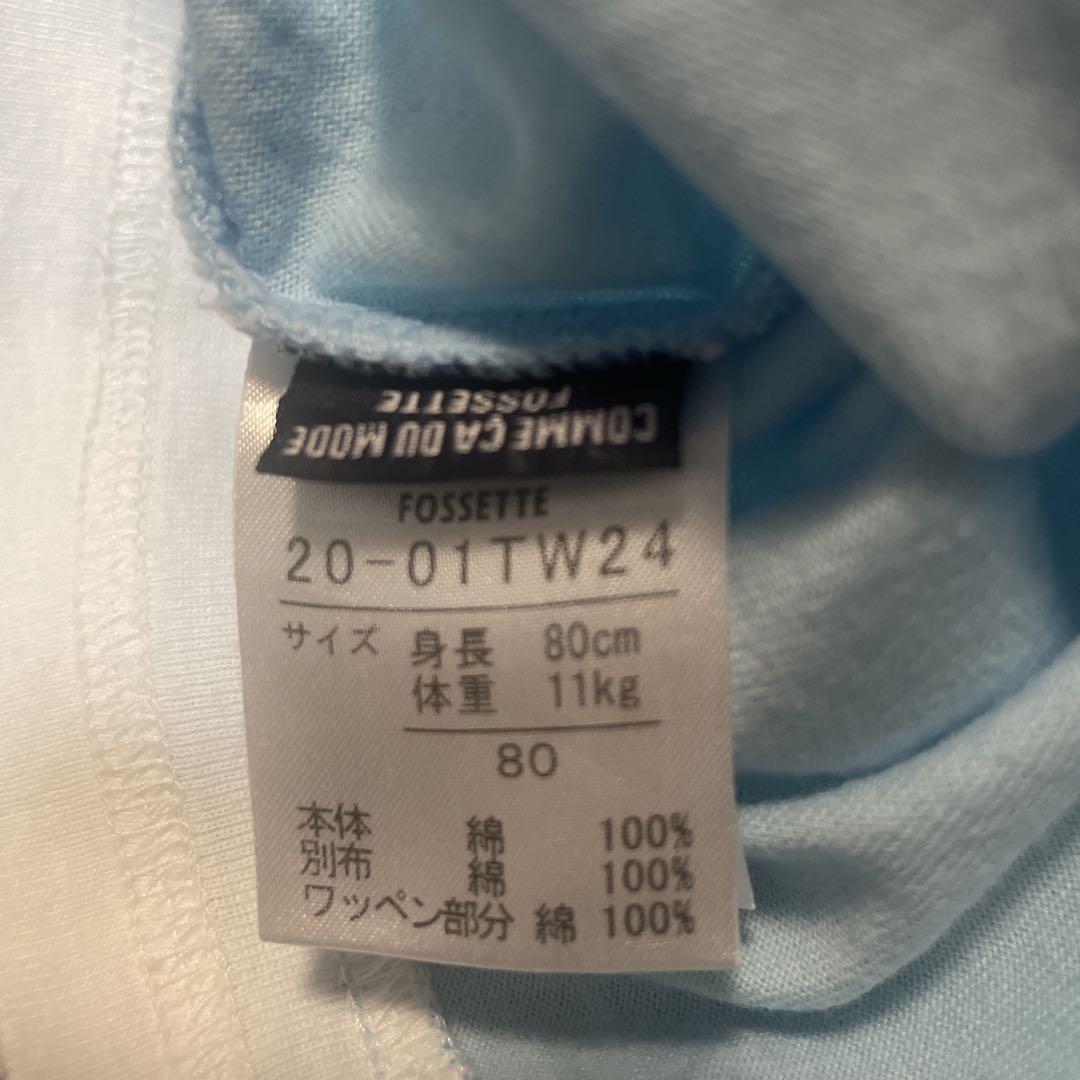 COMME ÇA DU MODE
FOSSETTE
FOSSETTE
20-01TW24
サイズ 身長 80cm
体重 11kg
80
本体 綿 100%
別布 綿 100%
ワッペン部分 綿 100%